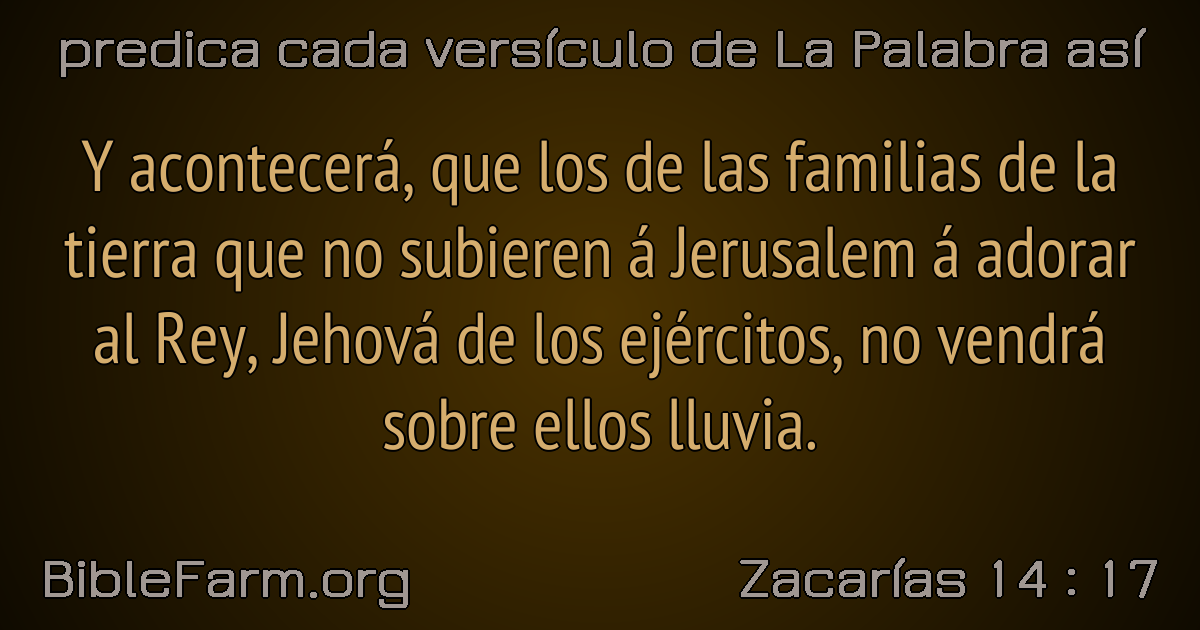 predica cada versículo de La Palabra así
Y acontecerá, que los de las familias de la
tierra que no subieren á Jerusalem á adorar
al Rey, Jehová de los ejércitos, no vendrá
sobre ellos lluvia.
BibleFarm.org
Zacarías 14 : 17